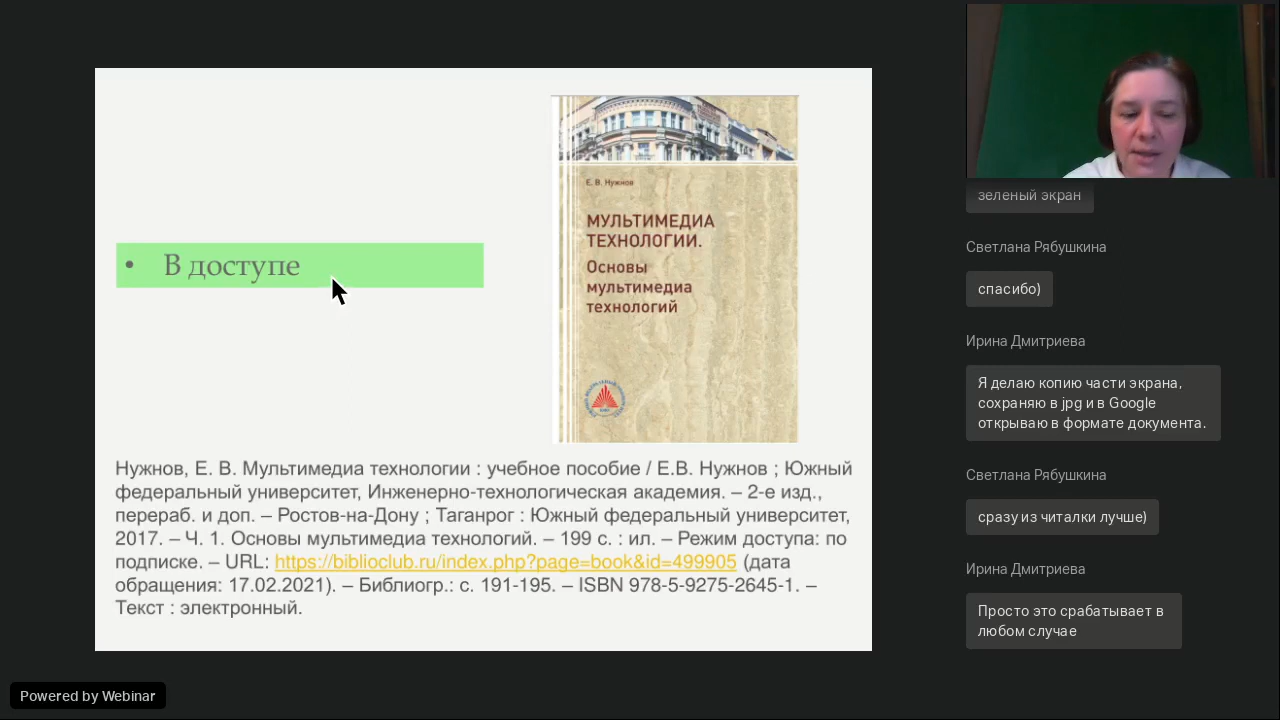 • В доступе
Е. В. Нужнов
МУЛЬТИМЕДИА
ТЕХНОЛОГИИ.
Основы
мультимедиа
технологий
Нужнов, Е. В. Мультимедиа технологии : учебное пособие / Е.В. Нужнов ; Южный
федеральный университет, Инженерно-технологическая академия. – 2-е изд.,
перераб. и доп. – Ростов-на-Дону ; Таганрог : Южный федеральный университет,
2017. – Ч. 1. Основы мультимедиа технологий. – 199 с. : ил. – Режим доступа: по
подписке. – URL: https://biblioclub.ru/index.php?page=book&id=499905 (дата
обращения: 17.02.2021). – Библиогр.: с. 191-195. – ISBN 978-5-9275-2645-1. –
Текст : электронный.
зеленый экран
Светлана Рябушкина
спасибо)
Ирина Дмитриева
Я делаю копию части экрана,
сохраняю в jpg и в Google
открываю в формате документа.
Светлана Рябушкина
сразу из читалки лучше)
Ирина Дмитриева
Просто это срабатывает в
любом случае
Powered by Webinar